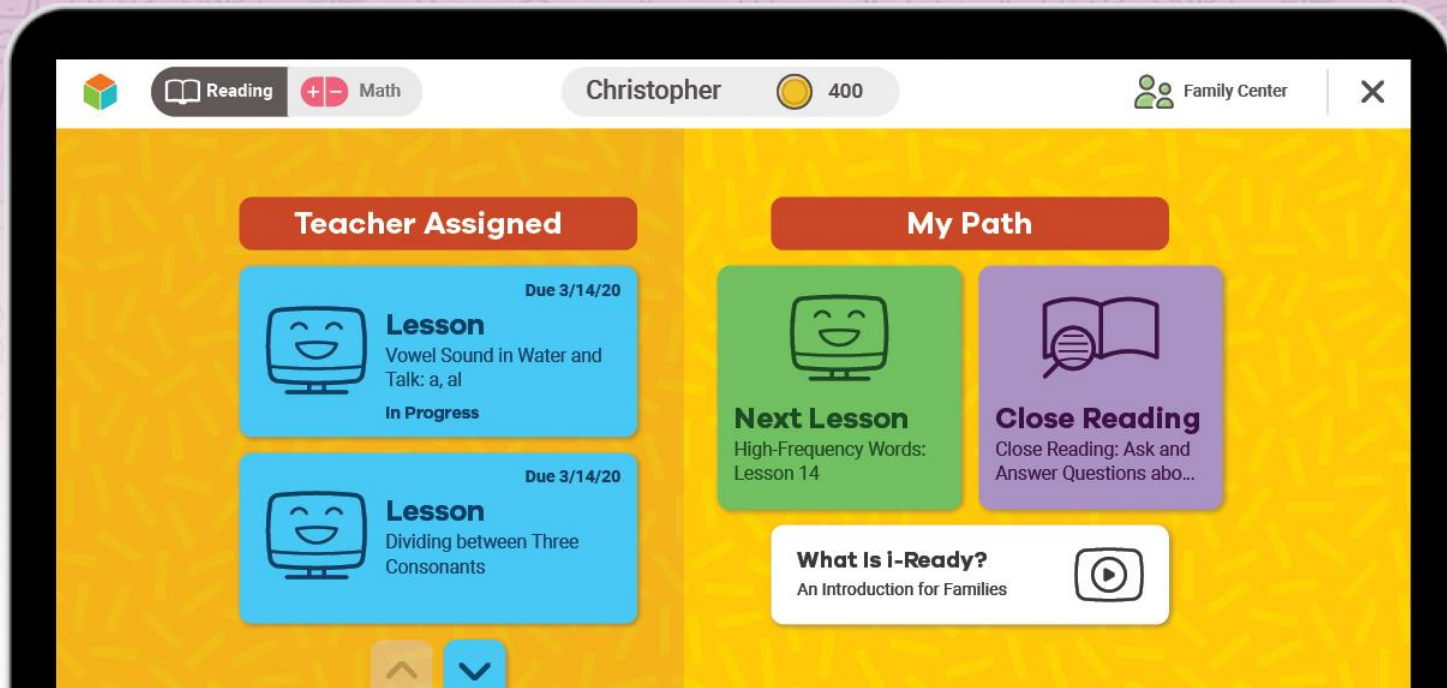 Reading
Math
Christopher
400
Family Center
Teacher Assigned
Due 3/14/20
Lesson
Vowel Sound in Water and
Talk: a, al
In Progress
Due 3/14/20
Lesson
Dividing between Three
Consonants
My Path
Next Lesson
High-Frequency Words:
Lesson 14
Close Reading
Close Reading: Ask and
Answer Questions abo...
What Is i-Ready?
An Introduction for Families